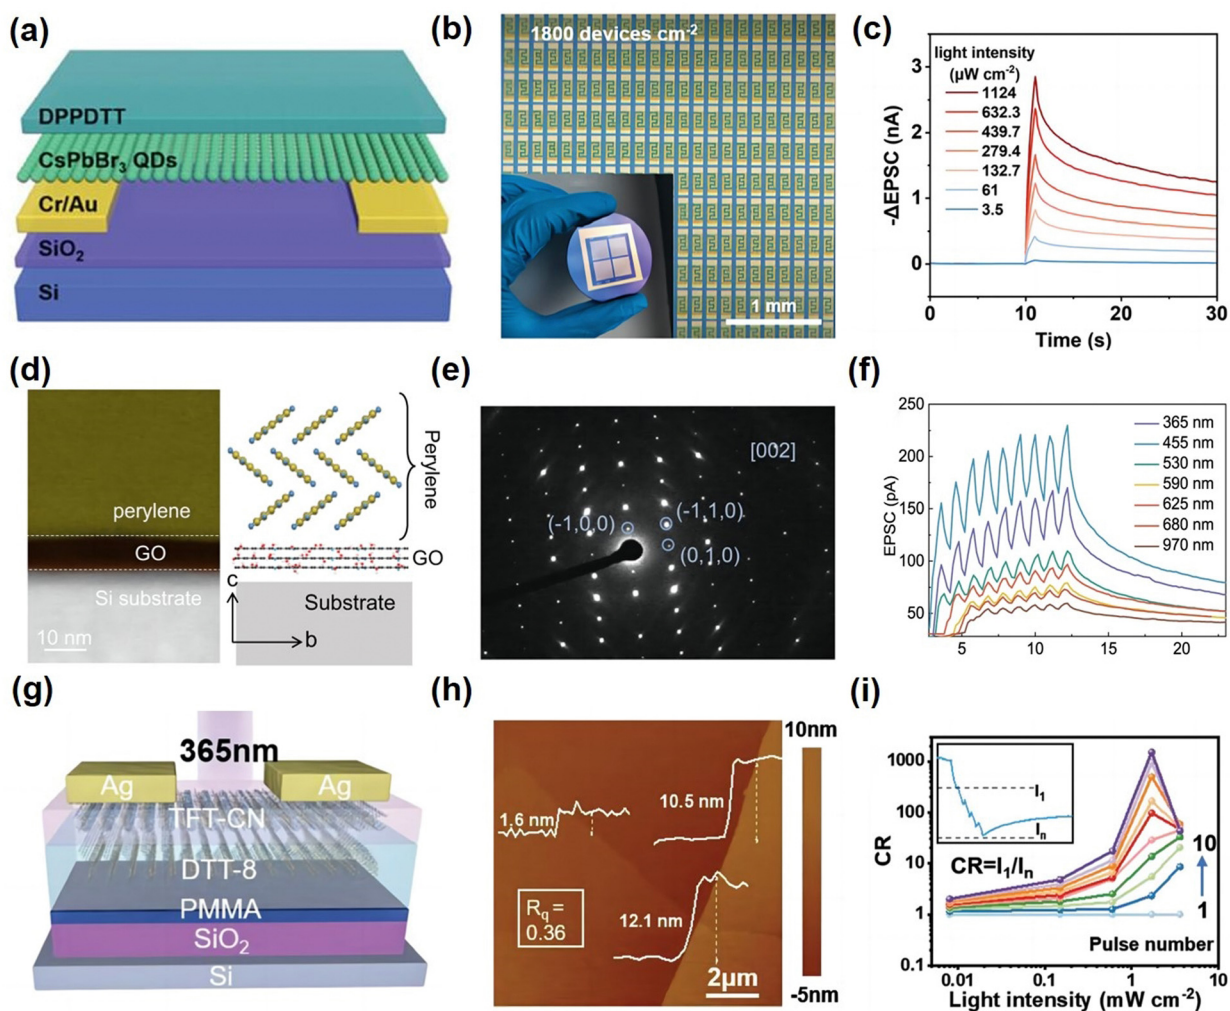 (a)
DPPDTT
CsPbBr₃ QDs
Cr/Au
SiO₂
Si
(b)
1800 devices cm⁻²
1 mm
(c)
light intensity
(μW cm⁻²)
1124
632.3
439.7
279.4
132.7
61
3.5
-ΔEPSC (nA)
3
2
1
0
0 10 20 30
Time (s)
(d)
perylene
GO
Si substrate
10 nm
Perylene
GO
c
Substrate
b
(e)
[002]
(-1,0,0)
(-1,1,0)
(0,1,0)
(f)
EPSC (pA)
250
200
150
100
50
365 nm
455 nm
530 nm
590 nm
625 nm
680 nm
970 nm
5 10 15 20
(g)
365nm
Ag Ag
TFT-CN
DTT-8
PMMA
SiO₂
Si
(h)
10nm
1.6 nm
10.5 nm
12.1 nm
R_q =
0.36
2μm
-5nm
(i)
CR
1000
100
10
1
0.1
I₁
Iₙ
CR=I₁/Iₙ
10
1
Pulse number
0.01 0.1 1 10
Light intensity (mW cm⁻²)